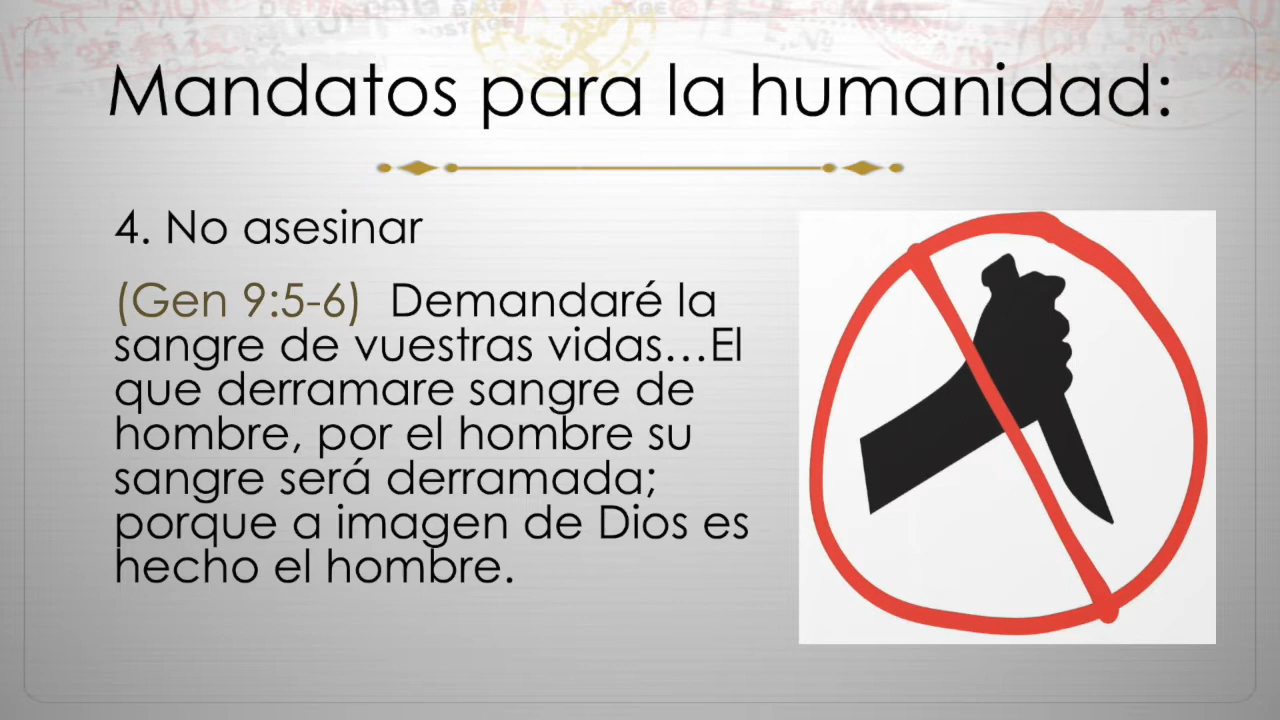 Mandatos para la humanidad:
4. No asesinar
(Gen 9:5-6) Demandaré la
sangre de vuestras vidas...El
que derramare sangre de
hombre, por el hombre su
sangre será derramada;
porque a imagen de Dios es
hecho el hombre.